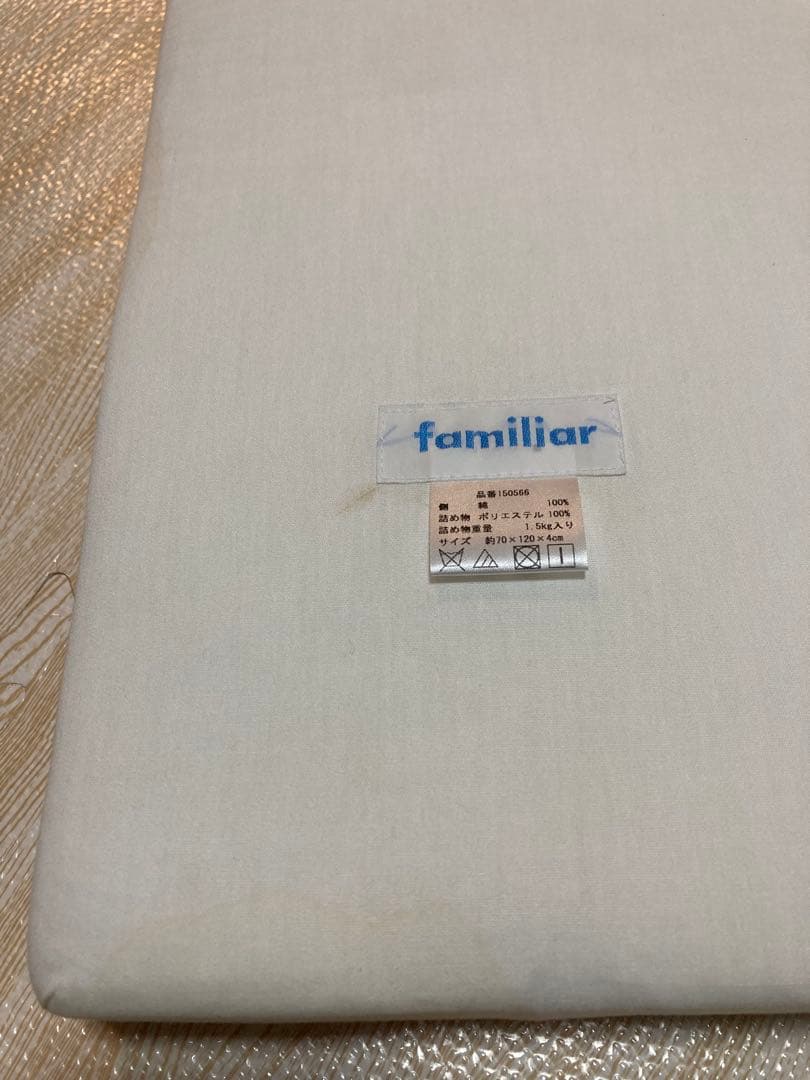 familiar
品番150566
側 綿 100%
詰め物 ポリエステル 100%
詰め物重量 1.5kg入り
サイズ 約70×120×4cm